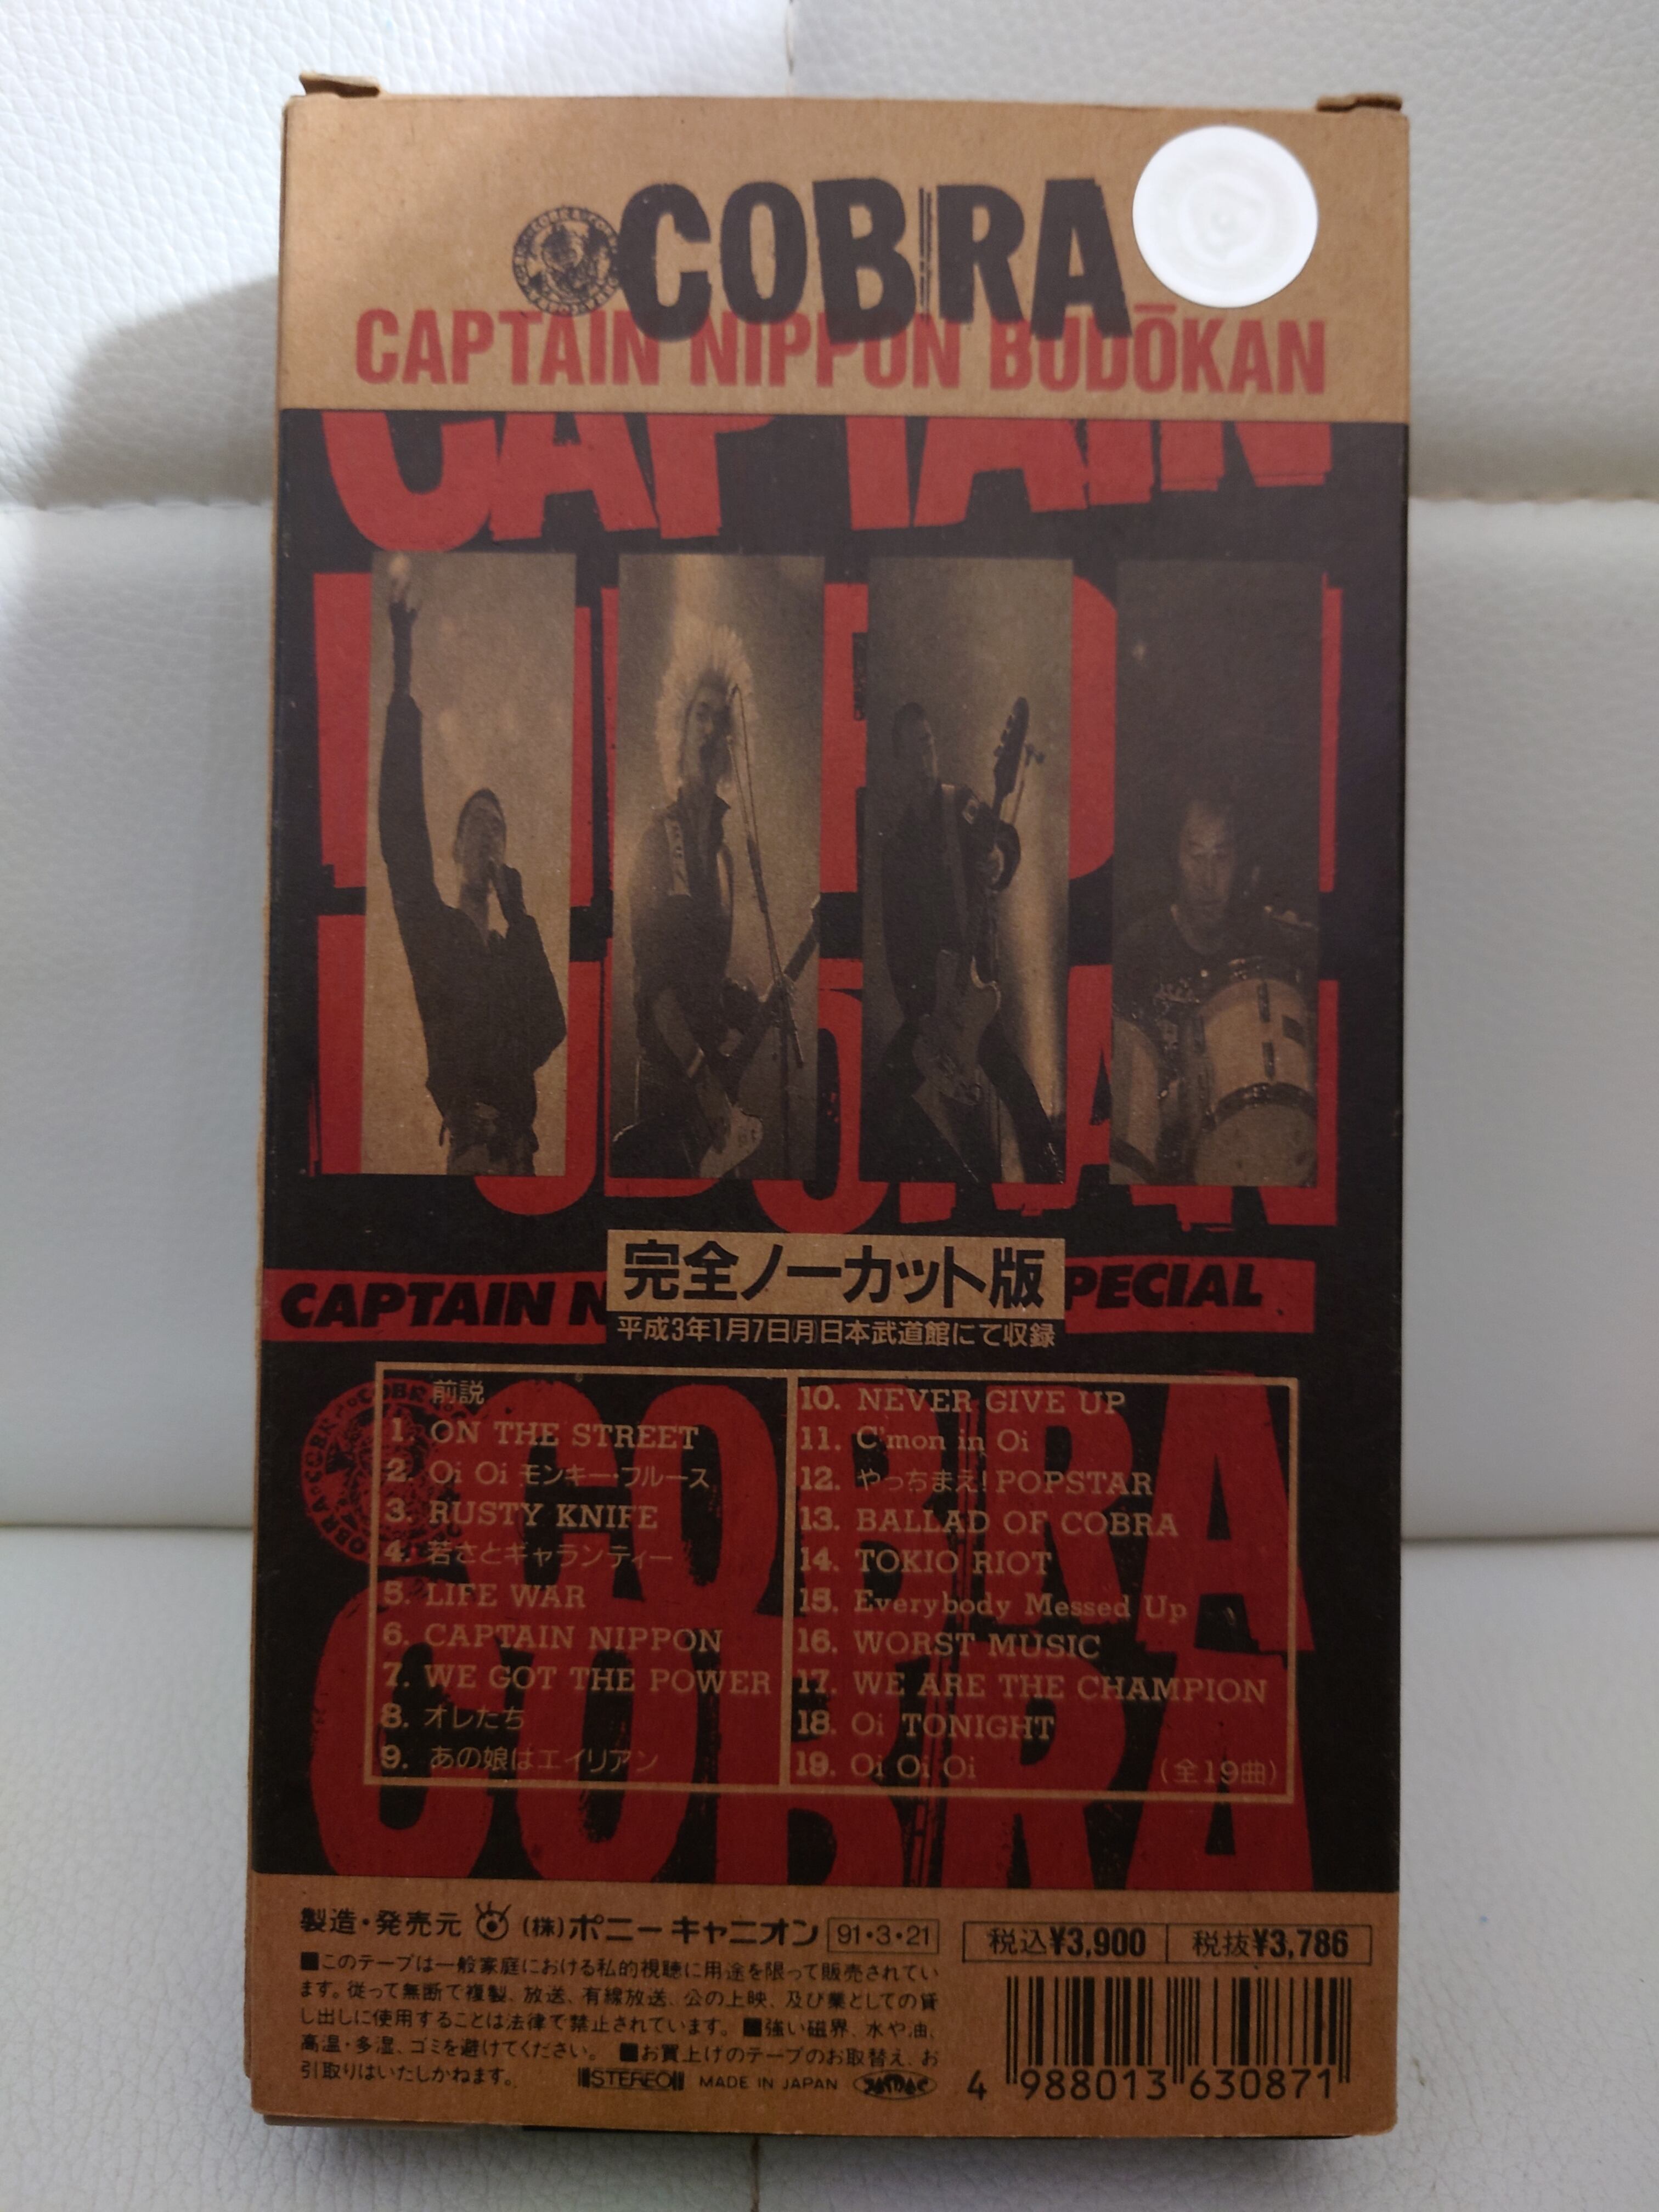 COBRA
CAPTAIN NIPPON BUDŌKAN
CAPTAIN
完全ノーカット版
CAPTAIN N
PECIAL
平成3年1月7日(月)日本武道館にて収録
前説
1. ON THE STREET
2. Oi Oi モンキー・ブルース
3. RUSTY KNIFE
4. 若さとギャランティー
5. LIFE WAR
6. CAPTAIN NIPPON
7. WE GOT THE POWER
8. オレたち
9. あの娘はエイリアン
10. NEVER GIVE UP
11. C'mon in Oi
12. やっちまえ!POPSTAR
13. BALLAD OF COBRA
14. TOKIO RIOT
15. Everybody Messed Up
16. WORST MUSIC
17. WE ARE THE CHAMPION
18. Oi TONIGHT
19. Oi Oi Oi
(全19曲)
COBRA
COBRA
製造・発売元 (株)ポニーキャニオン 91・3・21
税込¥3,900 税抜¥3,786
■このテープは一般家庭における私的視聴に用途を限って販売されてい
ます。従って無断で複製、放送、有線放送、公の上映、及び業としての貸
し出しに使用することは法律で禁止されています。■強い磁界、水や油、
高温・多湿、ゴミを避けてください。■お買上げのテープのお取替え、お
引取りはいたしかねます。
STEREO MADE IN JAPAN
4 988013 630871